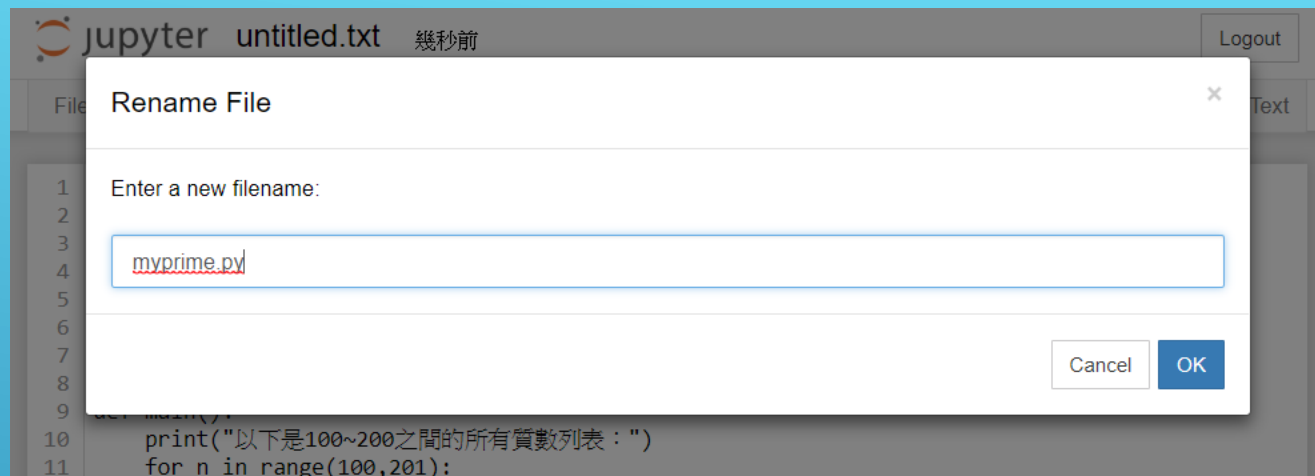 jupyter untitled.txt 幾秒前 Logout
File Text
Rename File ×
Enter a new filename:
myprime.py
Cancel OK
1
2
3
4
5
6
7
8
9 def main():
10 print("以下是100~200之間的所有質數列表：")
11 for n in range(100,201):